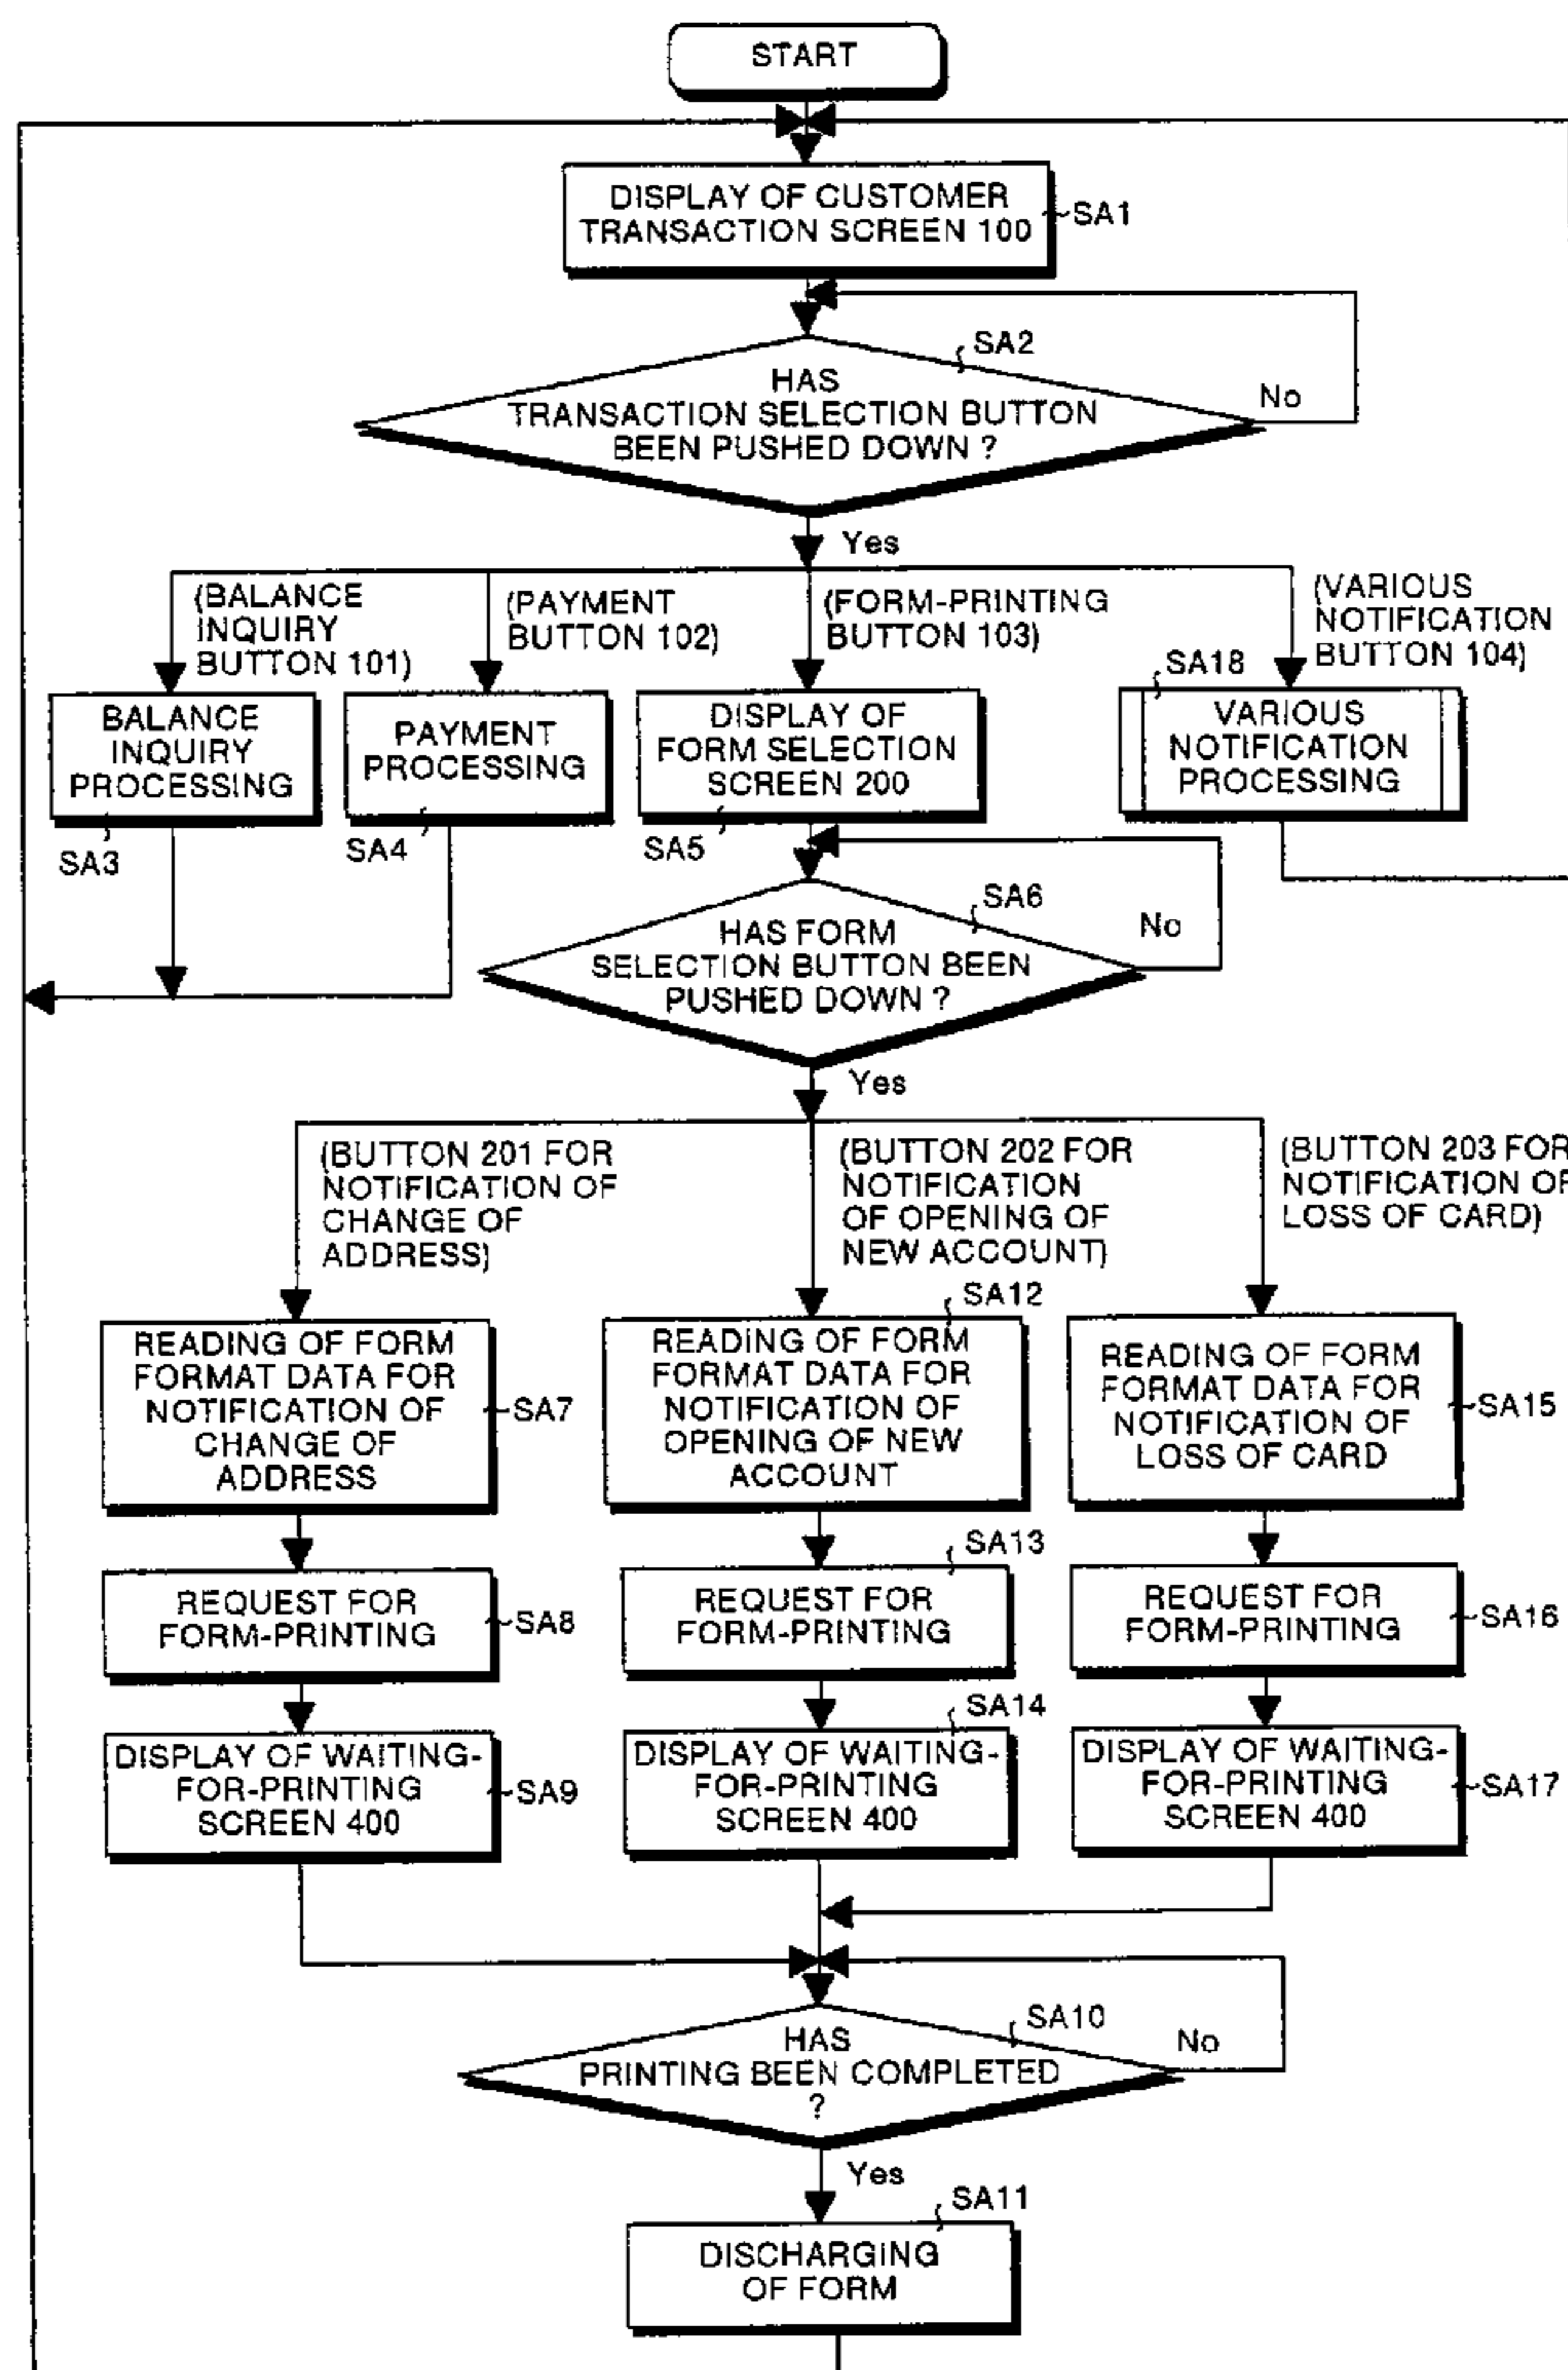 START
DISPLAY OF CUSTOMER
TRANSACTION SCREEN 100
SA1
SA2
HAS
TRANSACTION SELECTION BUTTON
BEEN PUSHED DOWN ?
No
Yes
(BALANCE
INQUIRY
BUTTON 101)
(PAYMENT
BUTTON 102)
(FORM-PRINTING
BUTTON 103)
(VARIOUS
NOTIFICATION
BUTTON 104)
BALANCE
INQUIRY
PROCESSING
SA3
PAYMENT
PROCESSING
SA4
DISPLAY OF
FORM SELECTION
SCREEN 200
SA5
SA18
VARIOUS
NOTIFICATION
PROCESSING
SA6
HAS FORM
SELECTION BUTTON BEEN
PUSHED DOWN ?
No
Yes
(BUTTON 201 FOR
NOTIFICATION OF
CHANGE OF
ADDRESS)
(BUTTON 202 FOR
NOTIFICATION
OF OPENING OF
NEW ACCOUNT)
(BUTTON 203 FOR
NOTIFICATION OF
LOSS OF CARD)
READING OF FORM
FORMAT DATA FOR
NOTIFICATION OF
CHANGE OF
ADDRESS
SA7
SA12
READING OF FORM
FORMAT DATA FOR
NOTIFICATION OF
OPENING OF NEW
ACCOUNT
READING OF FORM
FORMAT DATA FOR
NOTIFICATION OF
LOSS OF CARD
SA15
REQUEST FOR
FORM-PRINTING
SA8
SA13
REQUEST FOR
FORM-PRINTING
REQUEST FOR
FORM-PRINTING
SA16
DISPLAY OF WAITING-
FOR-PRINTING
SCREEN 400
SA9
SA14
DISPLAY OF WAITING-
FOR-PRINTING
SCREEN 400
DISPLAY OF WAITING-
FOR-PRINTING
SCREEN 400
SA17
SA10
HAS
PRINTING BEEN COMPLETED
?
No
Yes
SA11
DISCHARGING
OF FORM